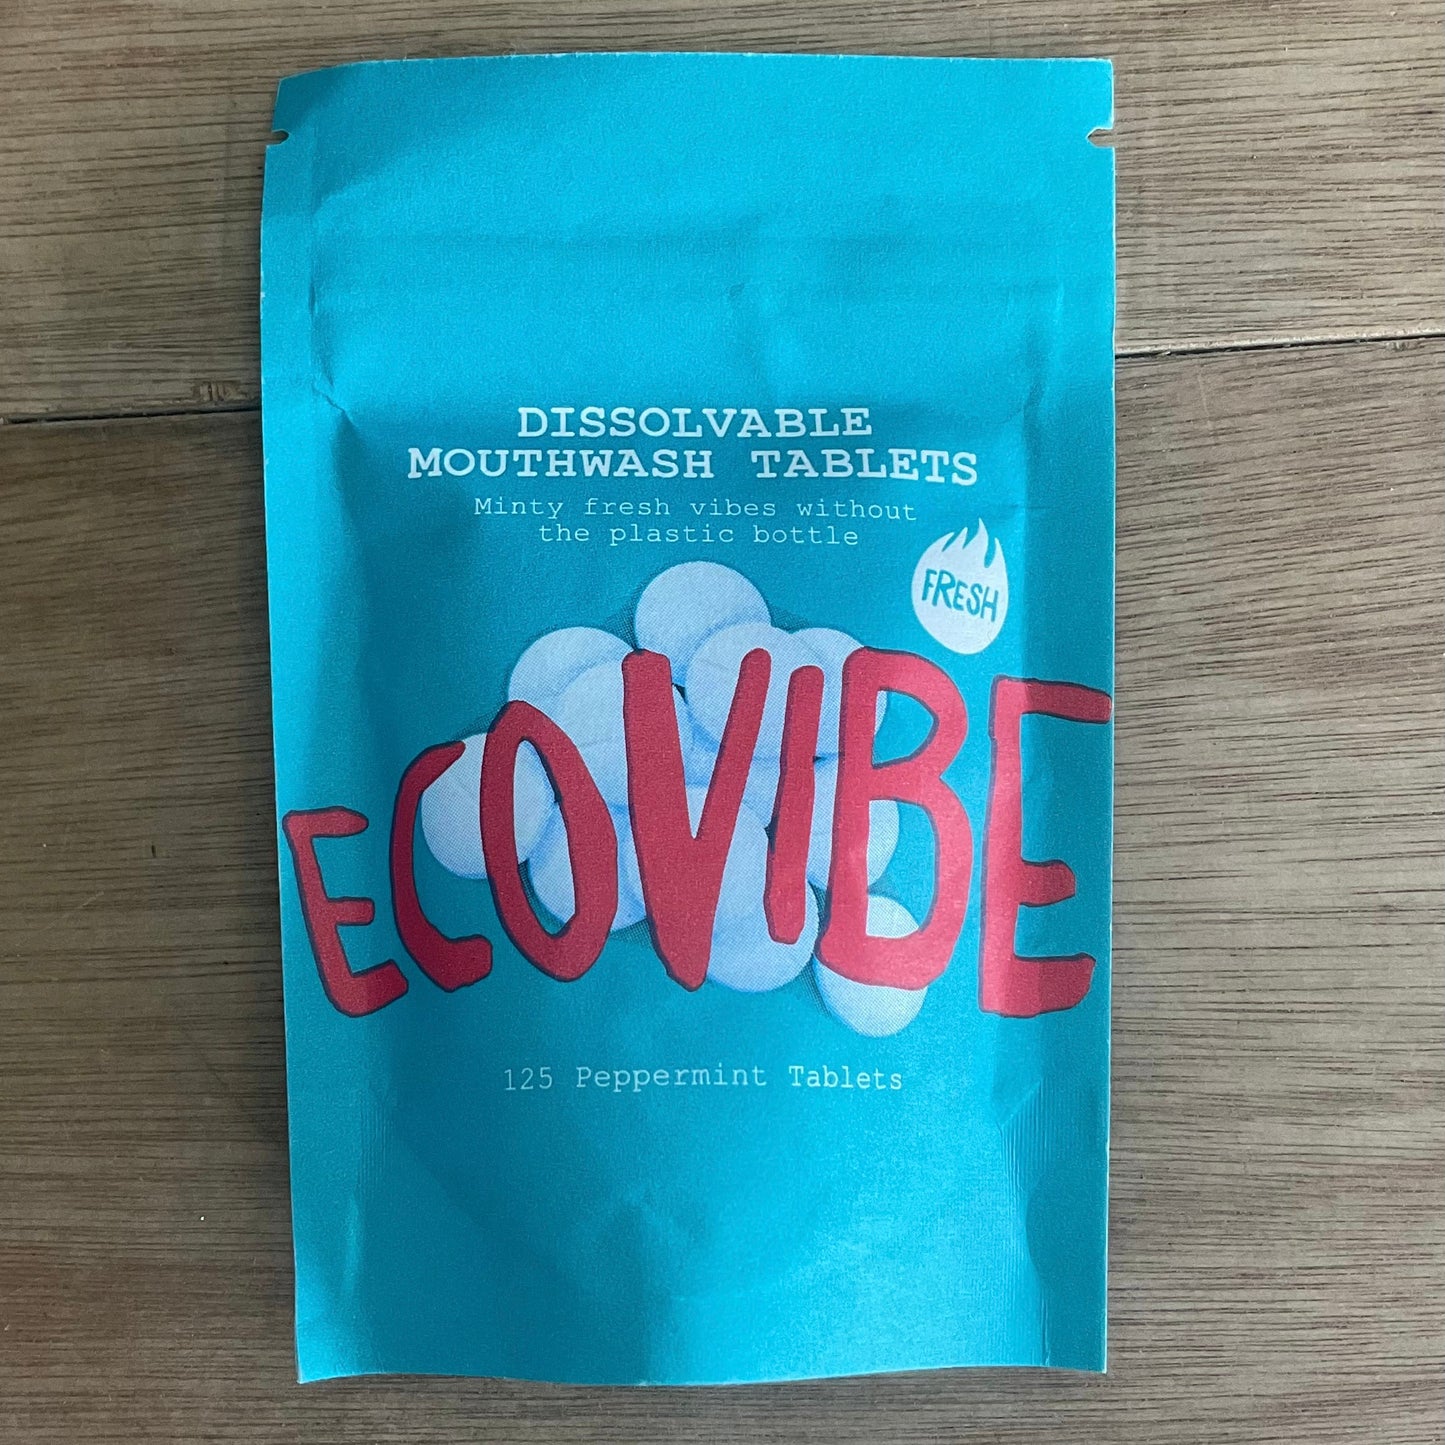 DISSOLVABLE
MOUTHWASH TABLETS
Minty fresh vibes without
the plastic bottle
FRESH
ECOVIBE
125 Peppermint Tablets